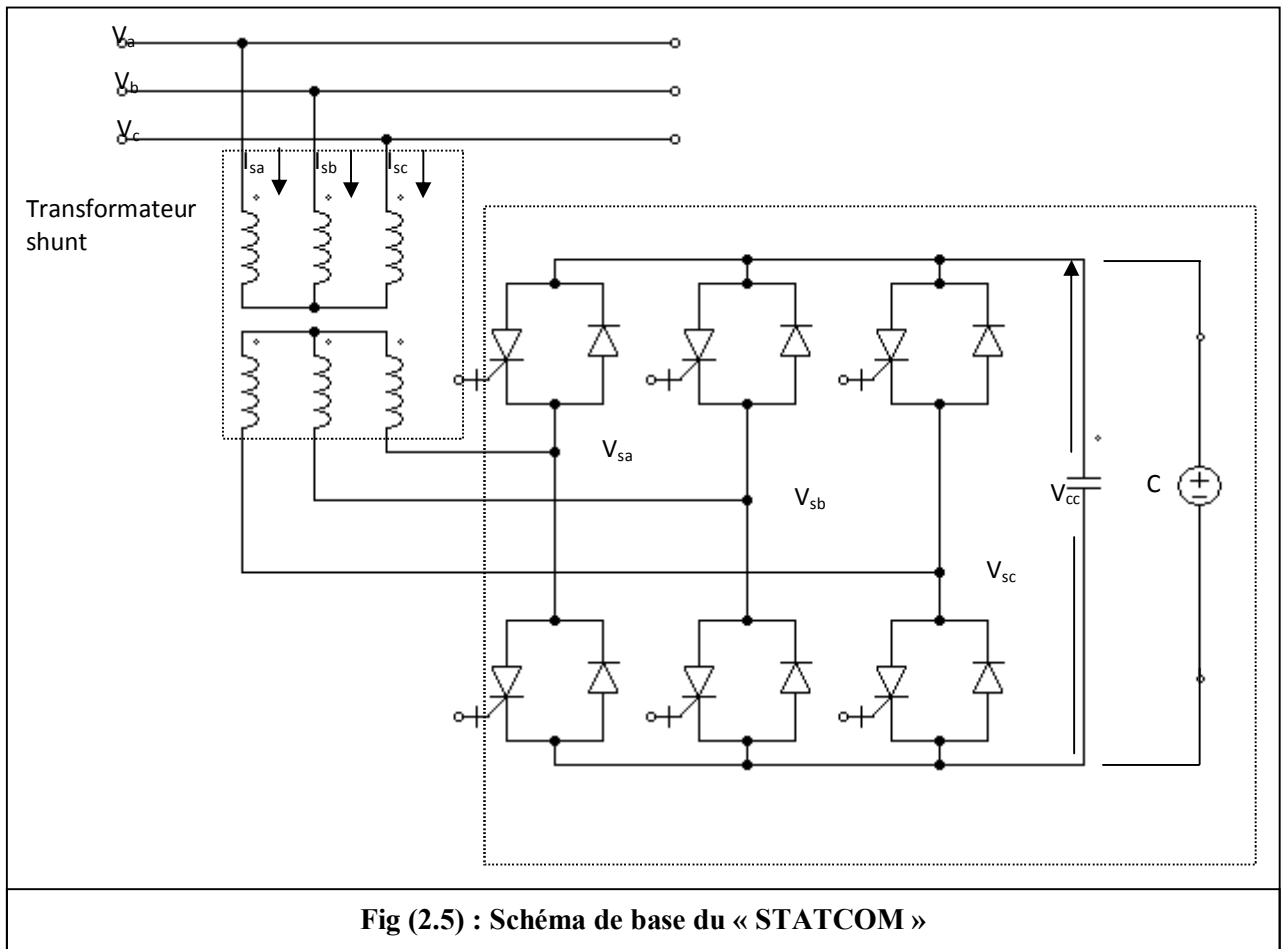 Va
Vb
Vc
Isa Isb Isc
Transformateur
shunt
Vsa
Vsb
Vcc
C
Vsc
Fig (2.5) : Schéma de base du « STATCOM »